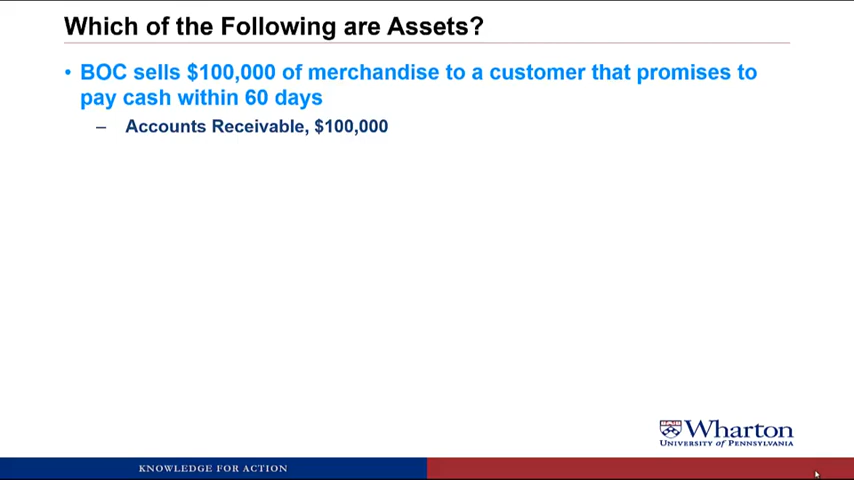 Which of the Following are Assets?
• BOC sells $100,000 of merchandise to a customer that promises to
pay cash within 60 days
– Accounts Receivable, $100,000
Wharton
UNIVERSITY of PENNSYLVANIA
KNOWLEDGE FOR ACTION